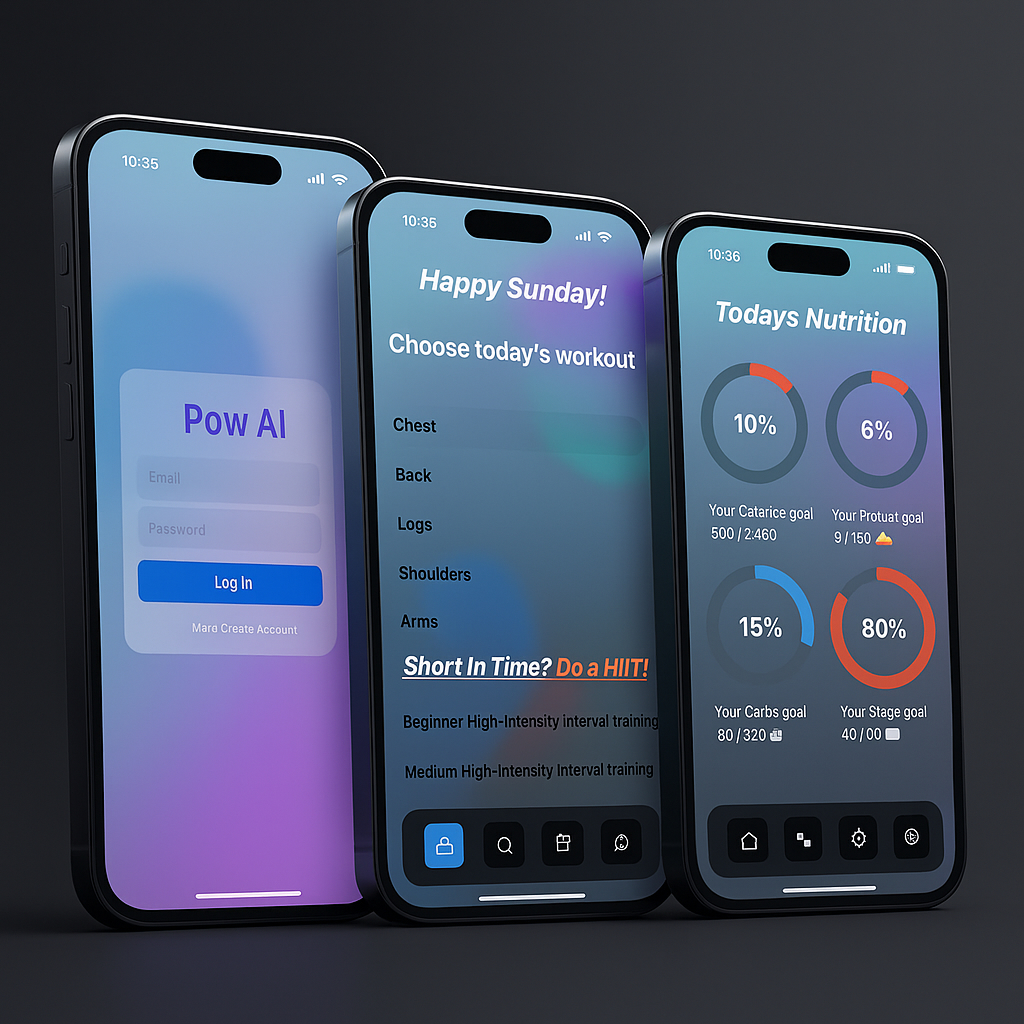 10:35
Pow AI
Email
Password
Log In
Mara Create Account
10:35
Happy Sunday!
Choose today's workout
Chest
Back
Logs
Shoulders
Arms
Short In Time? Do a HIIT!
Beginner High-Intensity interval training
Medium High-Intensity Interval training
10:36
Todays Nutrition
10%
6%
Your Catarice goal
500 / 2:460
Your Protuat goal
9 / 150
15%
80%
Your Carbs goal
80 / 320
Your Stage goal
40 / 00